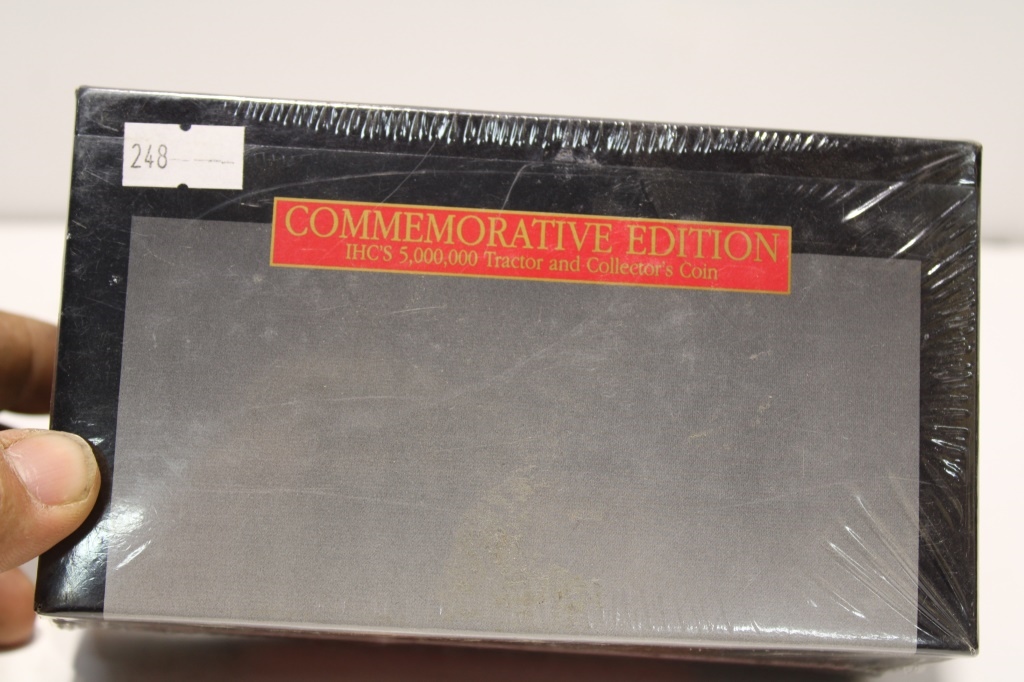 248
COMMEMORATIVE EDITION
IHC'S 5,000,000 Tractor and Collector's Coin